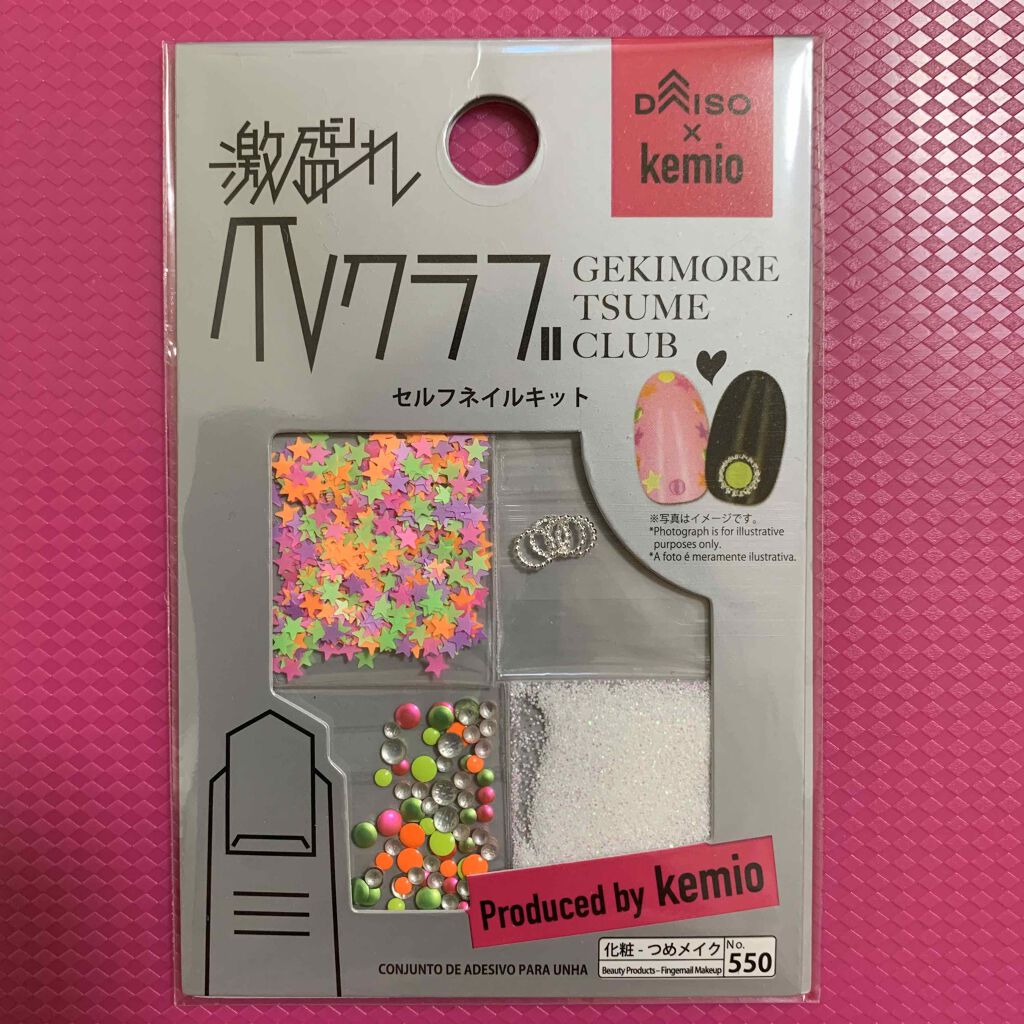 DAISO
×
kemio
激盛れ
爪クラブ
GEKIMORE
TSUME
CLUB
セルフネイルキット
※写真はイメージです。
*Photograph is for illustrative
purposes only.
*A foto é meramente ilustrativa.
Produced by kemio
化粧-つめメイク No.
Beauty Products–Fingernail Makeup 550
CONJUNTO DE ADESIVO PARA UNHA